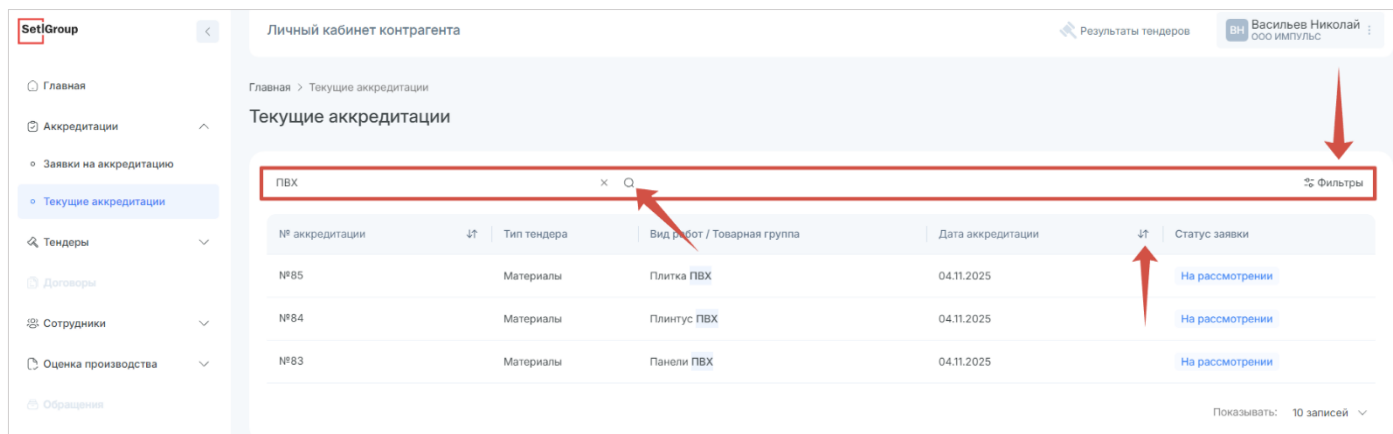 SetlGroup
Личный кабинет контрагента
Результаты тендеров
ВН
Васильев Николай
ООО ИМПУЛЬС
Главная
Аккредитации
Заявки на аккредитацию
Текущие аккредитации
Тендеры
Договоры
Сотрудники
Оценка производства
Обращения
Главная > Текущие аккредитации
Текущие аккредитации
ПВХ
Фильтры
№ аккредитации Тип тендера Вид работ / Товарная группа Дата аккредитации Статус заявки
№85 Материалы Плитка ПВХ 04.11.2025 На рассмотрении
№84 Материалы Плинтус ПВХ 04.11.2025 На рассмотрении
№83 Материалы Панели ПВХ 04.11.2025 На рассмотрении
Показывать: 10 записей